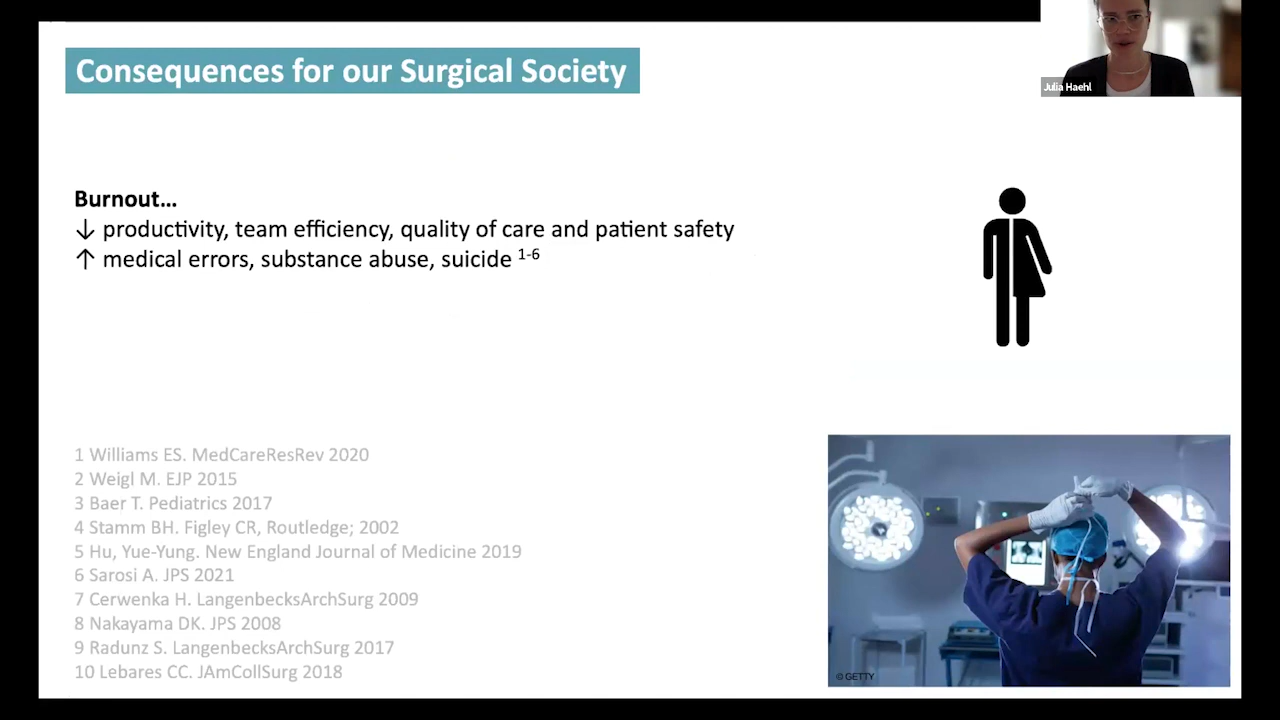 Consequences for our Surgical Society
Julia Haehl
Burnout...
↓ productivity, team efficiency, quality of care and patient safety
↑ medical errors, substance abuse, suicide 1-6
1 Williams ES. MedCareResRev 2020
2 Weigl M. EJP 2015
3 Baer T. Pediatrics 2017
4 Stamm BH. Figley CR, Routledge; 2002
5 Hu, Yue-Yung. New England Journal of Medicine 2019
6 Sarosi A. JPS 2021
7 Cerwenka H. LangenbecksArchSurg 2009
8 Nakayama DK. JPS 2008
9 Radunz S. LangenbecksArchSurg 2017
10 Lebares CC. JAmCollSurg 2018
© GETTY